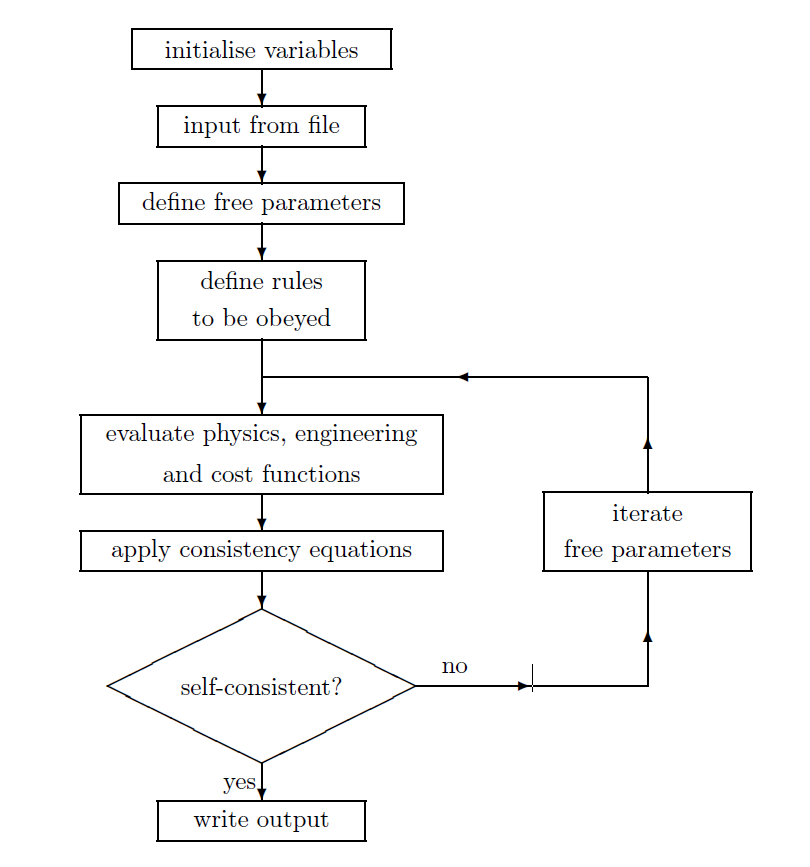 initialise variables
input from file
define free parameters
define rules
to be obeyed
evaluate physics, engineering
and cost functions
apply consistency equations
iterate
free parameters
self-consistent?
no
yes
write output